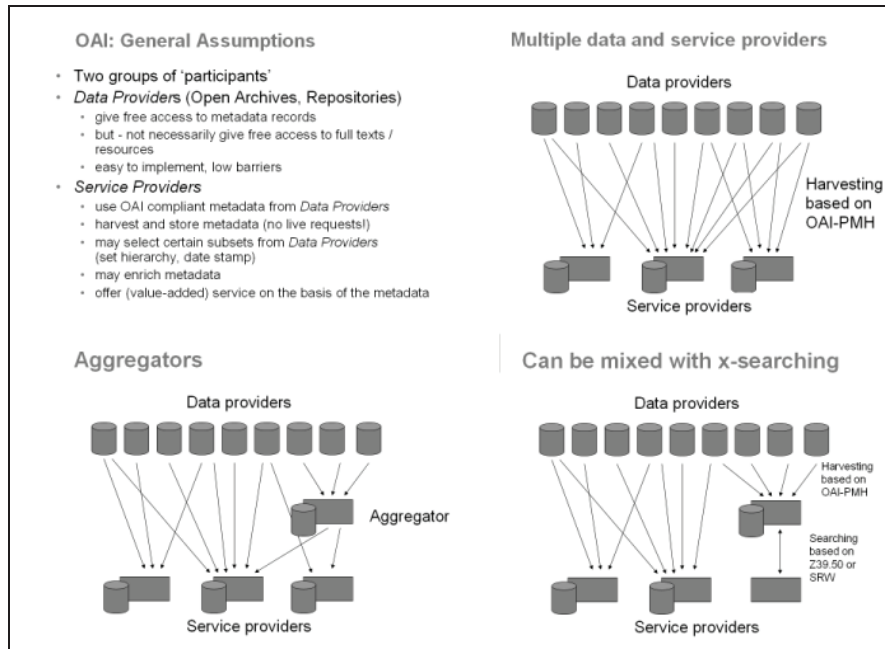 OAI: General Assumptions
• Two groups of ‘participants’
• Data Providers (Open Archives, Repositories)
• give free access to metadata records
• but - not necessarily give free access to full texts /
resources
• easy to implement, low barriers
• Service Providers
• use OAI compliant metadata from Data Providers
• harvest and store metadata (no live requests!)
• may select certain subsets from Data Providers
(set hierarchy, date stamp)
• may enrich metadata
• offer (value-added) service on the basis of the metadata
Multiple data and service providers
Data providers
Harvesting
based on
OAI-PMH
Service providers
Aggregators
Data providers
Aggregator
Service providers
Can be mixed with x-searching
Data providers
Harvesting
based on
OAI-PMH
Searching
based on
Z39.50 or
SRW
Service providers